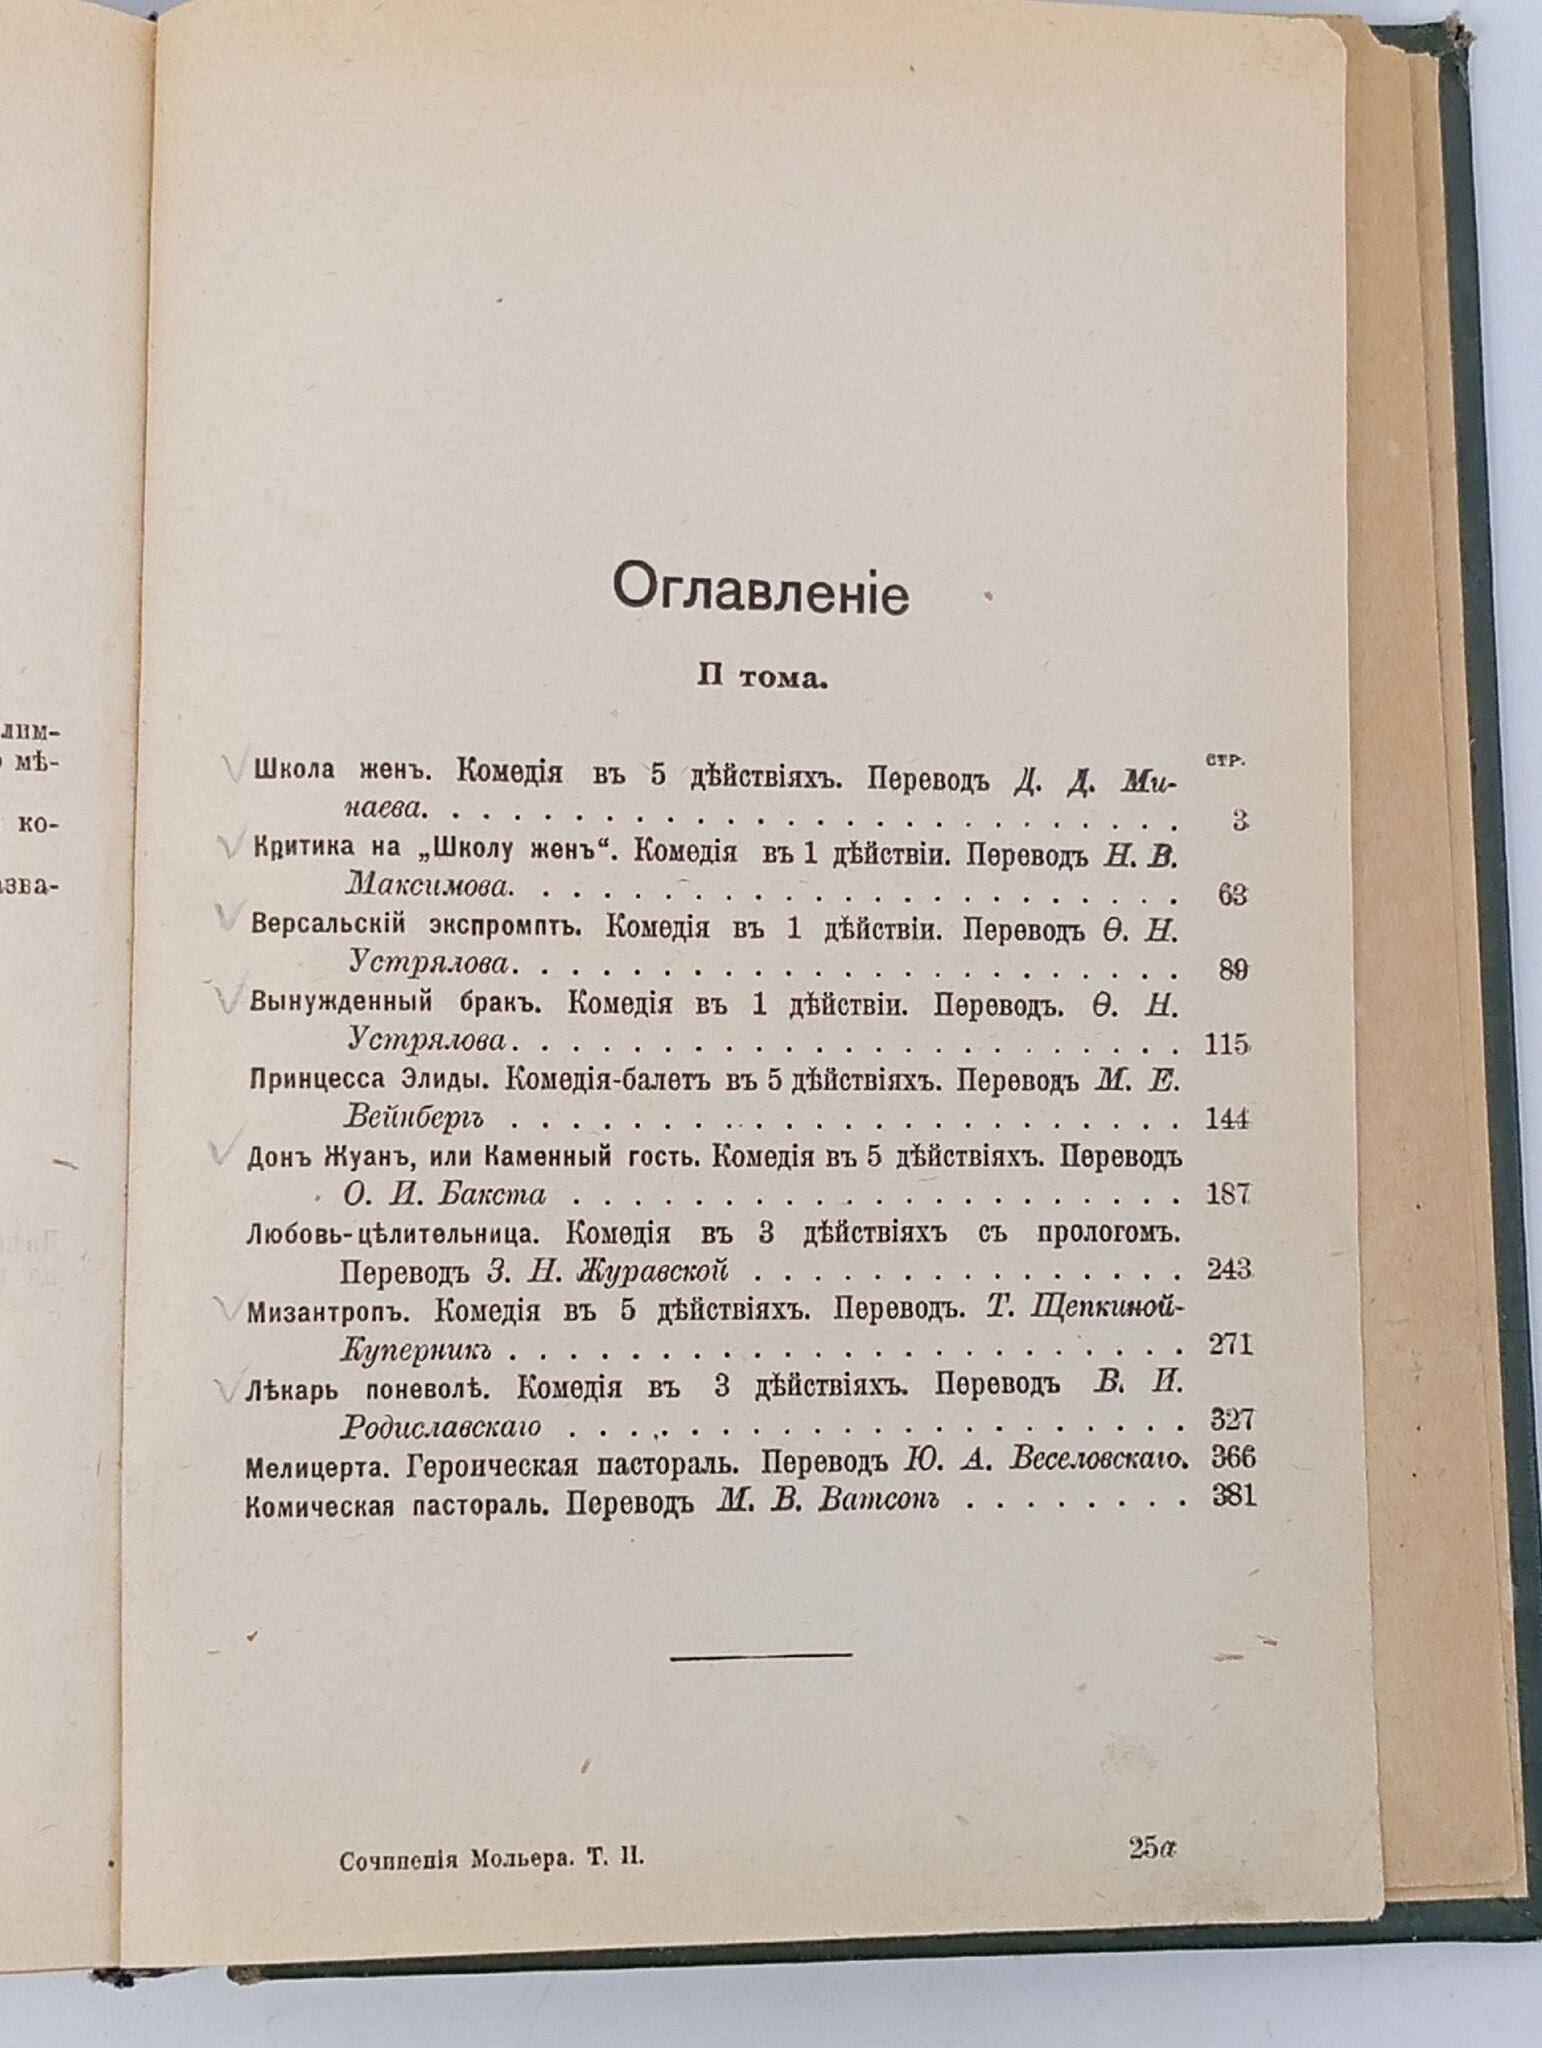 лим-
мѣ-
ко-
азва-
Оглавленіе
II тома.
стр.
Школа женъ. Комедія въ 5 дѣйствіяхъ. Переводъ Д. Д. Ми-
наева. . . . . . . . . . . . . . . . . . . . . . . . . . 3
Критика на „Школу женъ“. Комедія въ 1 дѣйствіи. Переводъ Н. В.
Максимова. . . . . . . . . . . . . . . . . . . . . . . 63
Версальскій экспромптъ. Комедія въ 1 дѣйствіи. Переводъ Ѳ. Н.
Устрялова. . . . . . . . . . . . . . . . . . . . . . . 89
Вынужденный бракъ. Комедія въ 1 дѣйствіи. Переводъ. Ѳ. Н.
Устрялова. . . . . . . . . . . . . . . . . . . . . . . 115
Принцесса Элиды. Комедія-балетъ въ 5 дѣйствіяхъ. Переводъ М. Е.
Вейнбергъ . . . . . . . . . . . . . . . . . . . . . . . 144
Донъ Жуанъ, или Каменный гость. Комедія въ 5 дѣйствіяхъ. Переводъ
О. И. Бакста . . . . . . . . . . . . . . . . . . . . . 187
Любовь-цѣлительница. Комедія въ 3 дѣйствіяхъ съ прологомъ.
Переводъ З. Н. Журавской . . . . . . . . . . . . . . . 243
Мизантропъ. Комедія въ 5 дѣйствіяхъ. Переводъ. Т. Щепкиной-
Куперникъ . . . . . . . . . . . . . . . . . . . . . . . 271
Лѣкарь поневолѣ. Комедія въ 3 дѣйствіяхъ. Переводъ В. И.
Родиславскаго . . . . . . . . . . . . . . . . . . . . . 327
Мелицерта. Героическая пастораль. Переводъ Ю. А. Веселовскаго. 366
Комическая пастораль. Переводъ М. В. Ватсонъ . . . . . . . . 381
Сочиненія Мольера. Т. II.
25а